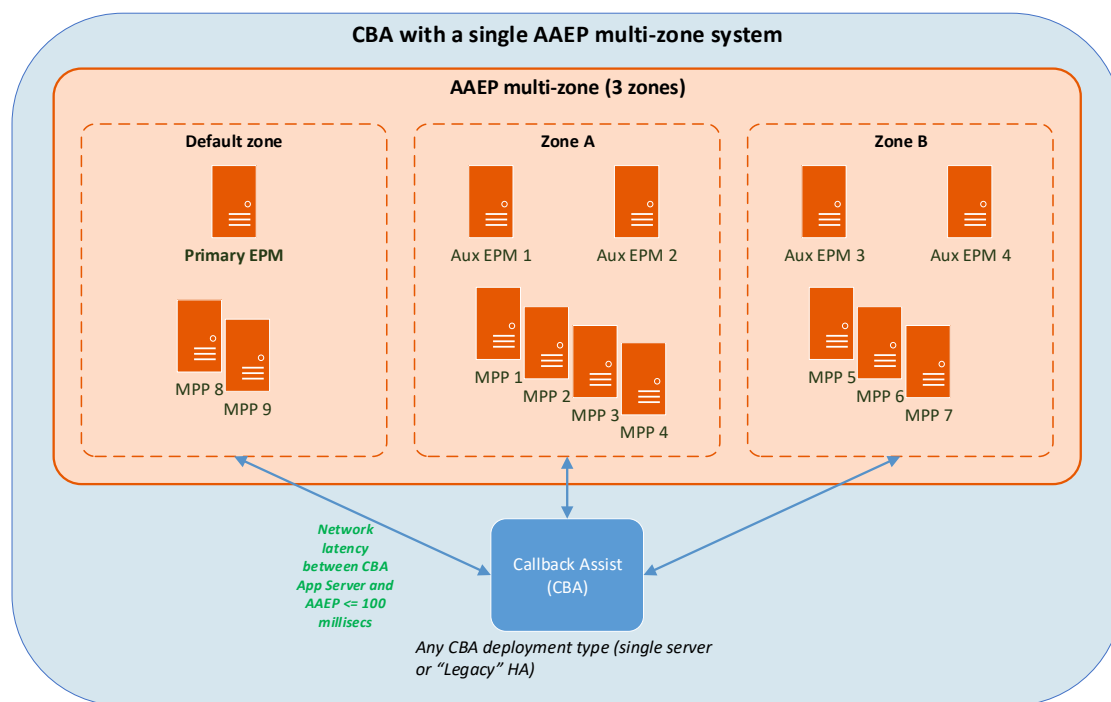 CBA with a single AAEP multi-zone system
AAEP multi-zone (3 zones)
Default zone
Primary EPM
MPP 8
MPP 9
Zone A
Aux EPM 1
Aux EPM 2
MPP 1
MPP 2
MPP 3
MPP 4
Zone B
Aux EPM 3
Aux EPM 4
MPP 5
MPP 6
MPP 7
Network
latency
between CBA
App Server and
AAEP <= 100
millisecs
Callback Assist
(CBA)
Any CBA deployment type (single server
or “Legacy” HA)